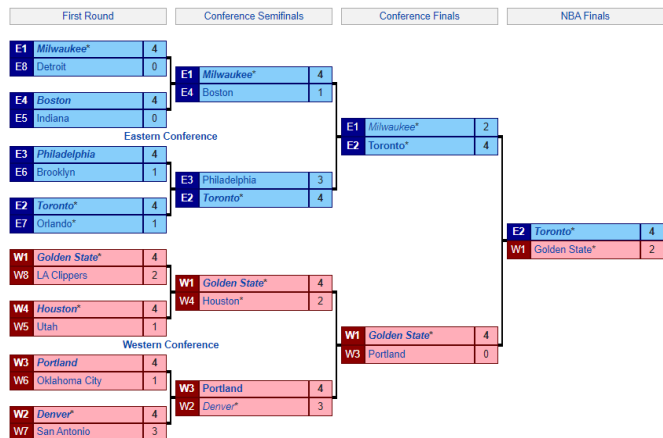 First Round Conference Semifinals Conference Finals NBA Finals
E1 Milwaukee* 4
E8 Detroit 0
E4 Boston 4
E5 Indiana 0
Eastern Conference
E3 Philadelphia 4
E6 Brooklyn 1
E2 Toronto* 4
E7 Orlando* 1
W1 Golden State* 4
W8 LA Clippers 2
W4 Houston* 4
W5 Utah 1
Western Conference
W3 Portland 4
W6 Oklahoma City 1
W2 Denver* 4
W7 San Antonio 3
E1 Milwaukee* 4
E4 Boston 1
E3 Philadelphia 3
E2 Toronto* 4
W1 Golden State* 4
W4 Houston* 2
W3 Portland 4
W2 Denver* 3
E1 Milwaukee* 2
E2 Toronto* 4
W1 Golden State* 4
W3 Portland 0
E2 Toronto* 4
W1 Golden State* 2